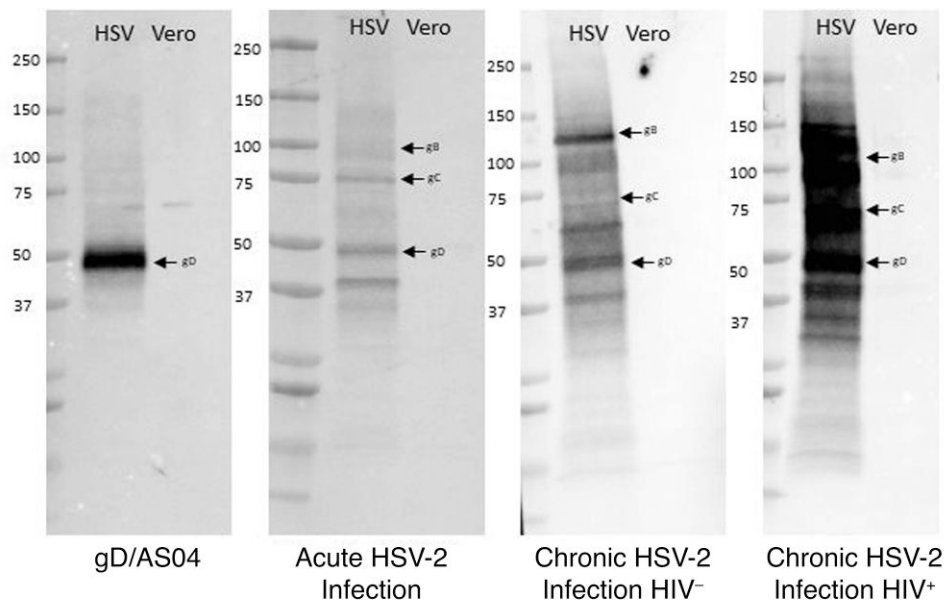 HSV Vero
250
150
100
75
50
37
gD
gD/AS04
HSV Vero
250
150
100
75
50
37
gB
gC
gD
Acute HSV-2
Infection
HSV Vero
250
150
100
75
50
37
gB
gC
gD
Chronic HSV-2
Infection HIV⁻
HSV Vero
250
150
100
75
50
37
gB
gC
gD
Chronic HSV-2
Infection HIV⁺